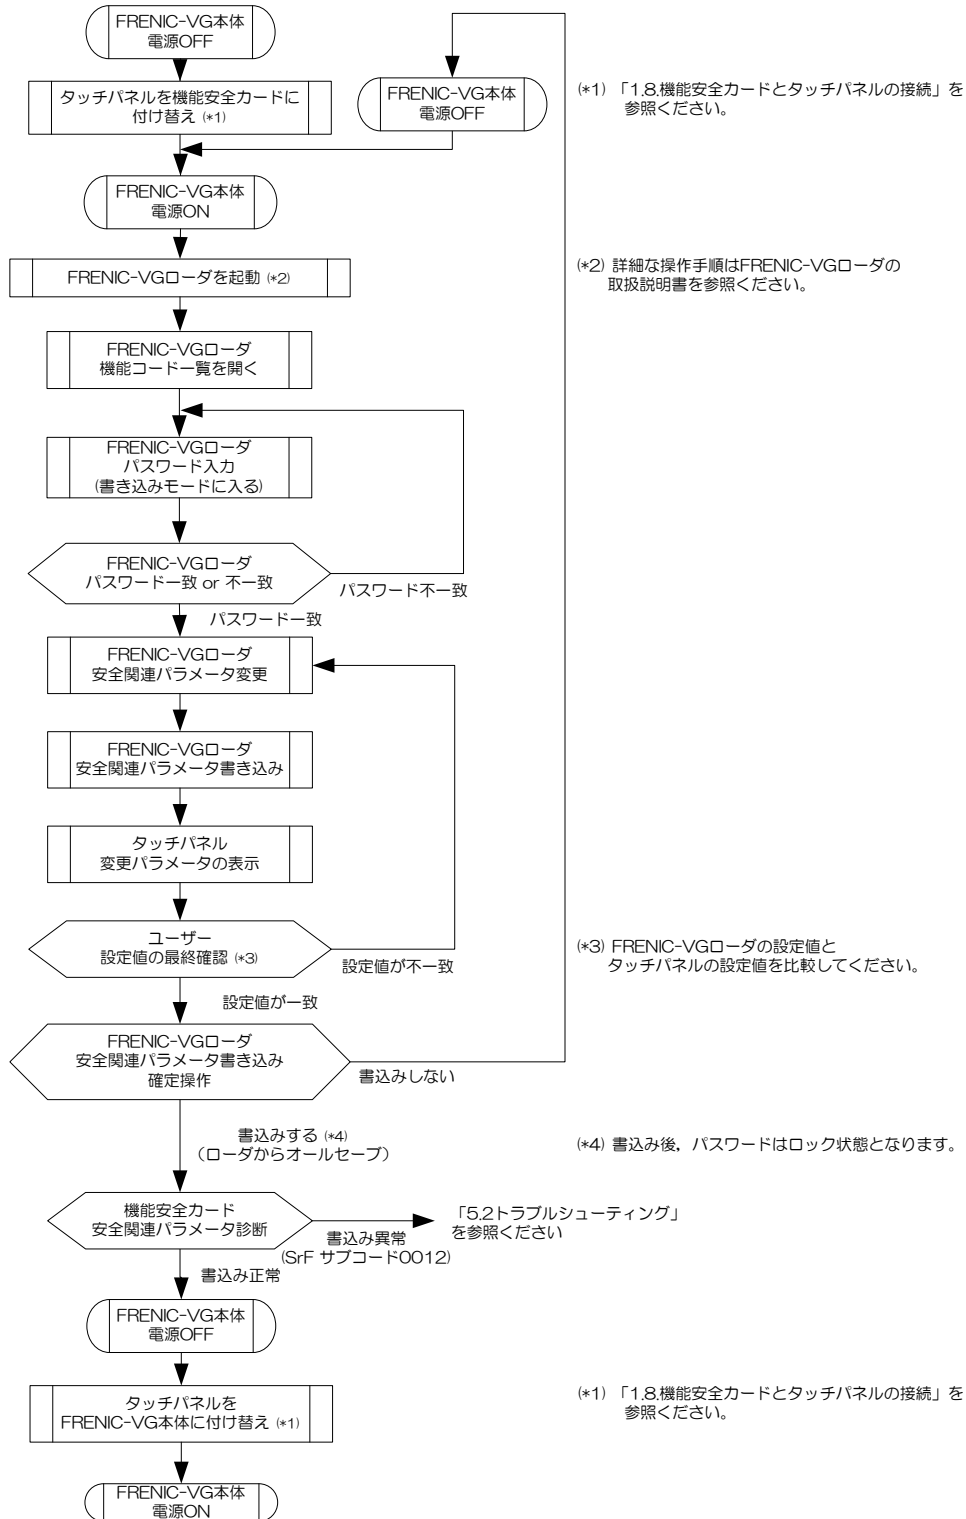 FRENIC-VG本体
電源OFF
タッチパネルを機能安全カードに
付け替え (*1)
FRENIC-VG本体
電源OFF
(*1) 「1.8.機能安全カードとタッチパネルの接続」を
参照ください。
FRENIC-VG本体
電源ON
FRENIC-VGローダを起動 (*2)
(*2) 詳細な操作手順はFRENIC-VGローダの
取扱説明書を参照ください。
FRENIC-VGローダ
機能コード一覧を開く
FRENIC-VGローダ
パスワード入力
(書き込みモードに入る)
FRENIC-VGローダ
パスワード一致 or 不一致
パスワード不一致
パスワード一致
FRENIC-VGローダ
安全関連パラメータ変更
FRENIC-VGローダ
安全関連パラメータ書き込み
タッチパネル
変更パラメータの表示
ユーザー
設定値の最終確認 (*3)
設定値が不一致
(*3) FRENIC-VGローダの設定値と
タッチパネルの設定値を比較してください。
設定値が一致
FRENIC-VGローダ
安全関連パラメータ書き込み
確定操作
書込みしない
書込みする (*4)
(ローダからオールセーブ)
(*4) 書込み後，パスワードはロック状態となります。
機能安全カード
安全関連パラメータ診断
「5.2トラブルシューティング」
を参照ください
書込み異常
(SrF サブコード0012)
書込み正常
FRENIC-VG本体
電源OFF
タッチパネルを
FRENIC-VG本体に付け替え (*1)
(*1) 「1.8.機能安全カードとタッチパネルの接続」を
参照ください。
FRENIC-VG本体
電源ON